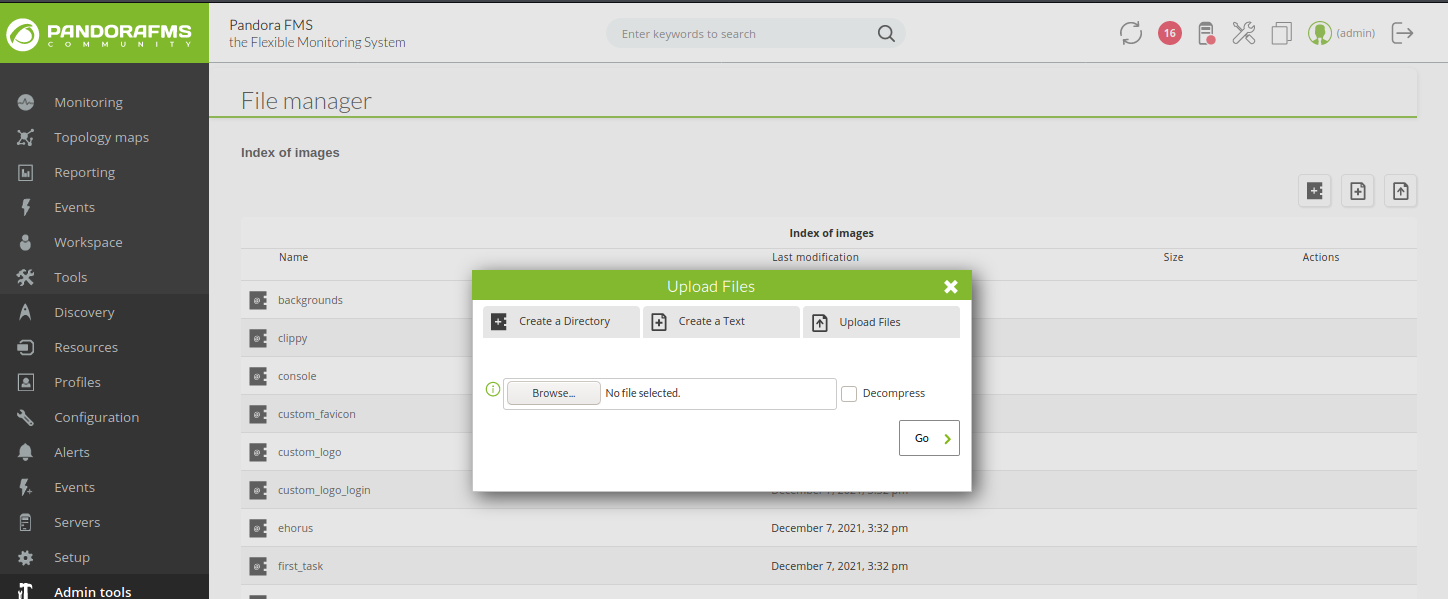 PANDORAFMS
COMMUNITY
Pandora FMS
the Flexible Monitoring System
Enter keywords to search
16
(admin)
Monitoring
Topology maps
Reporting
Events
Workspace
Tools
Discovery
Resources
Profiles
Configuration
Alerts
Events
Servers
Setup
Admin tools
File manager
Index of images
Index of images
Name Last modification Size Actions
backgrounds
clippy
console
custom_favicon
custom_logo
custom_logo_login December 7, 2021, 3:32 pm
ehorus December 7, 2021, 3:32 pm
first_task December 7, 2021, 3:32 pm
Upload Files
Create a Directory Create a Text Upload Files
Browse... No file selected. Decompress
Go